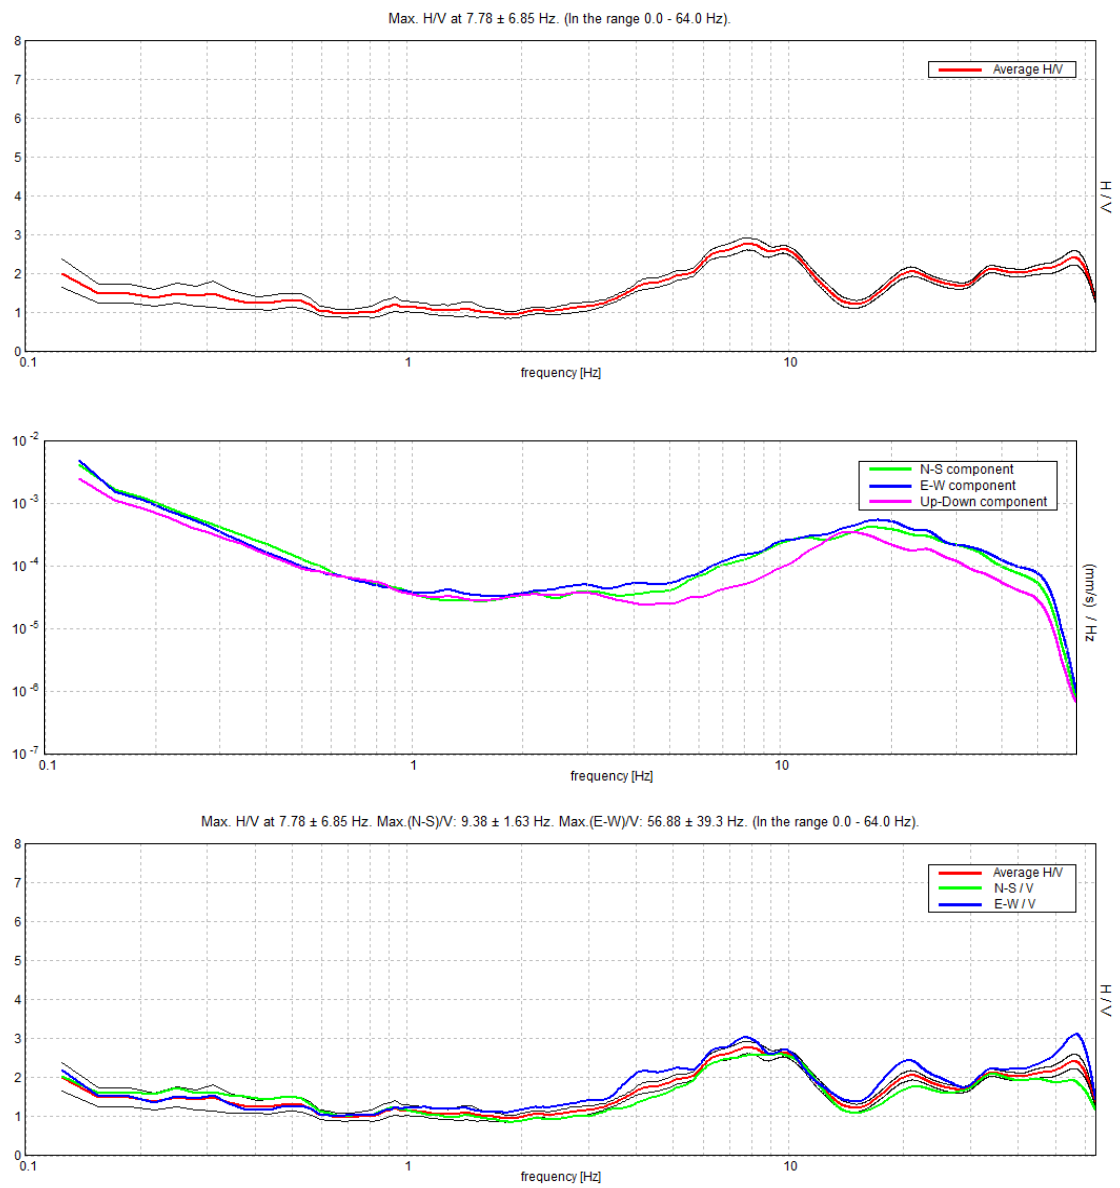 Max. H/V at 7.78 ± 6.85 Hz. (In the range 0.0 - 64.0 Hz).
8
7
6
5
4
3
2
1
0
Average H/V
H / V
0.1
1
10
frequency [Hz]
10 -2
10 -3
10 -4
10 -5
10 -6
10 -7
N-S component
E-W component
Up-Down component
(mm/s) / Hz
0.1
1
10
frequency [Hz]
Max. H/V at 7.78 ± 6.85 Hz. Max.(N-S)/V: 9.38 ± 1.63 Hz. Max.(E-W)/V: 56.88 ± 39.3 Hz. (In the range 0.0 - 64.0 Hz).
8
7
6
5
4
3
2
1
0
Average H/V
N-S / V
E-W / V
H / V
0.1
1
10
frequency [Hz]